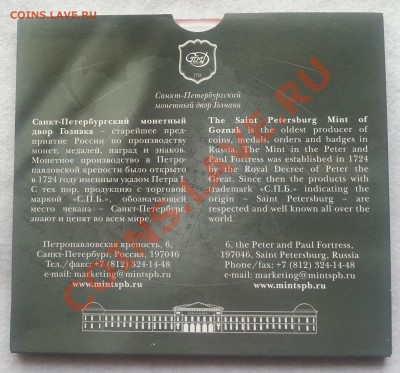 COINS.LAVE.RU
1724
Санкт-Петербургский
монетный двор Гознака
Санкт-Петербургский монетный
двор Гознака – старейшее пред-
приятие России по производству
монет, медалей, наград и знаков.
Монетное производство в Петро-
павловской крепости было открыто
в 1724 году именным указом Петра I.
С тех пор, продукцию с торговой
маркой «С.П.Б.», обозначающей
место чекана – Санкт-Петербург,
знают и ценят во всем мире.
The Saint Petersburg Mint of
Goznak is the oldest producer of
coins, medals, orders and badges in
Russia. The Mint in the Peter and
Paul Fortress was established in 1724
by the Royal Decree of Peter the
Great. Since then the products with
trademark «С.П.Б.» indicating the
origin – Saint Petersburg – are
respected and well known all over the
world.
Петропавловская крепость, 6,
Санкт-Петербург, Россия, 197046
Тел./факс: +7 (812) 324-14-48
e-mail: marketing@mintspb.ru
www.mintspb.ru
6, the Peter and Paul Fortress,
197046, Saint Petersburg, Russia
Phone/fax: +7 (812) 324-14-48
e-mail: marketing@mintspb.ru
www.mintspb.ru